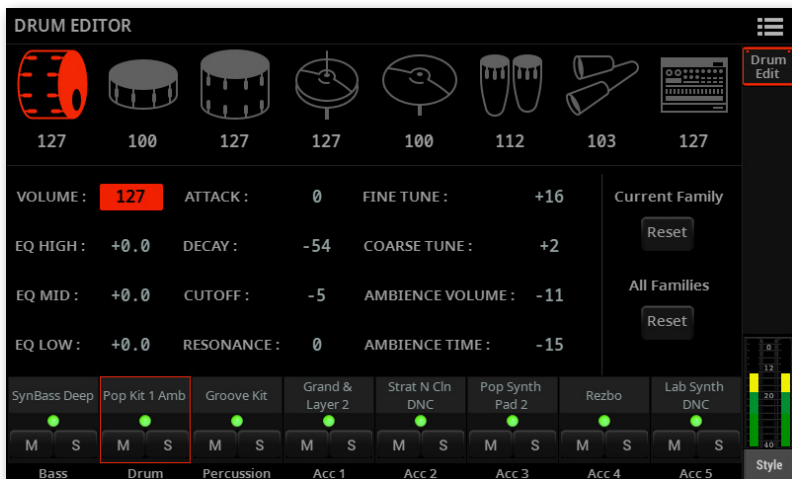 DRUM EDITOR
Drum
Edit
127 100 127 127 100 112 103 127
VOLUME : 127 ATTACK : 0 FINE TUNE : +16 Current Family
Reset
EQ HIGH : +0.0 DECAY : -54 COARSE TUNE : +2
All Families
EQ MID : +0.0 CUTOFF : -5 AMBIENCE VOLUME : -11
Reset
EQ LOW : +0.0 RESONANCE : 0 AMBIENCE TIME : -15
0
12
20
40
SynBass Deep Pop Kit 1 Amb Groove Kit Grand & Layer 2 Strat N Cln DNC Pop Synth Pad 2 Rezbo Lab Synth DNC
M S M S M S M S M S M S M S M S
Bass Drum Percussion Acc 1 Acc 2 Acc 3 Acc 4 Acc 5
Style